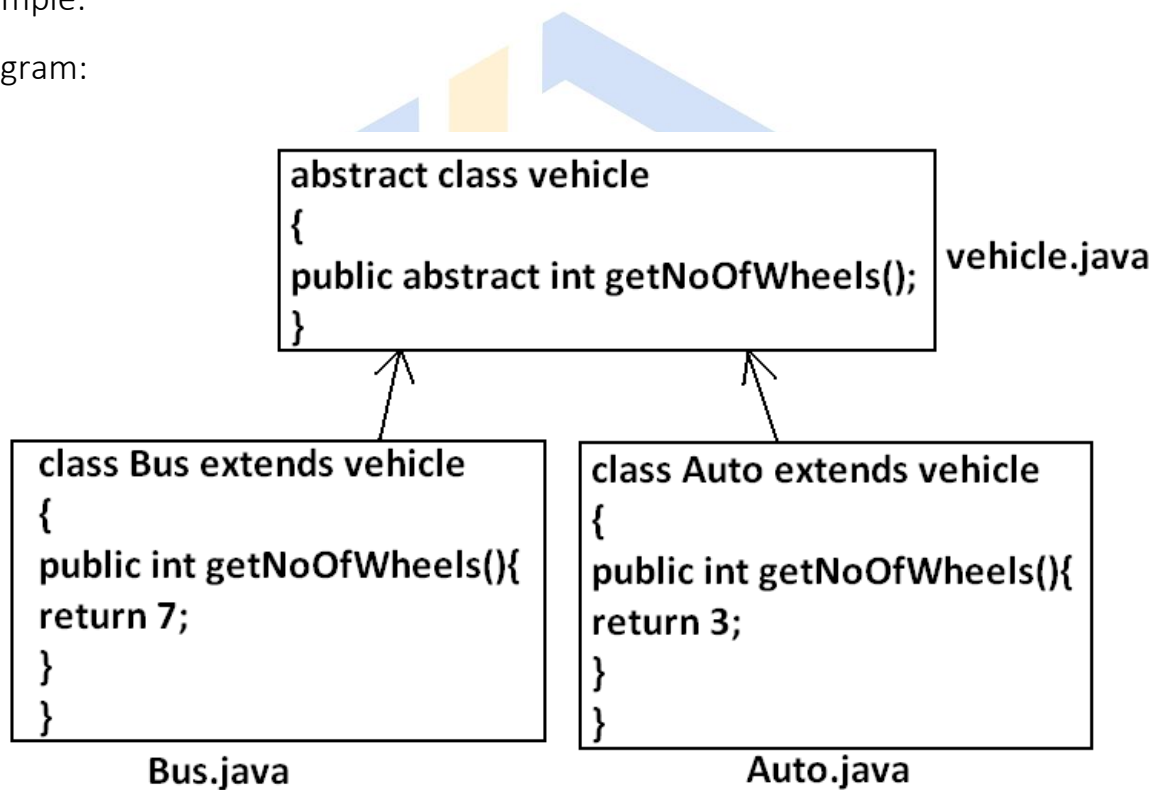 mple:
gram:
abstract class vehicle
{
public abstract int getNoOfWheels();
}
vehicle.java
class Bus extends vehicle
{
public int getNoOfWheels(){
return 7;
}
}
Bus.java
class Auto extends vehicle
{
public int getNoOfWheels(){
return 3;
}
}
Auto.java